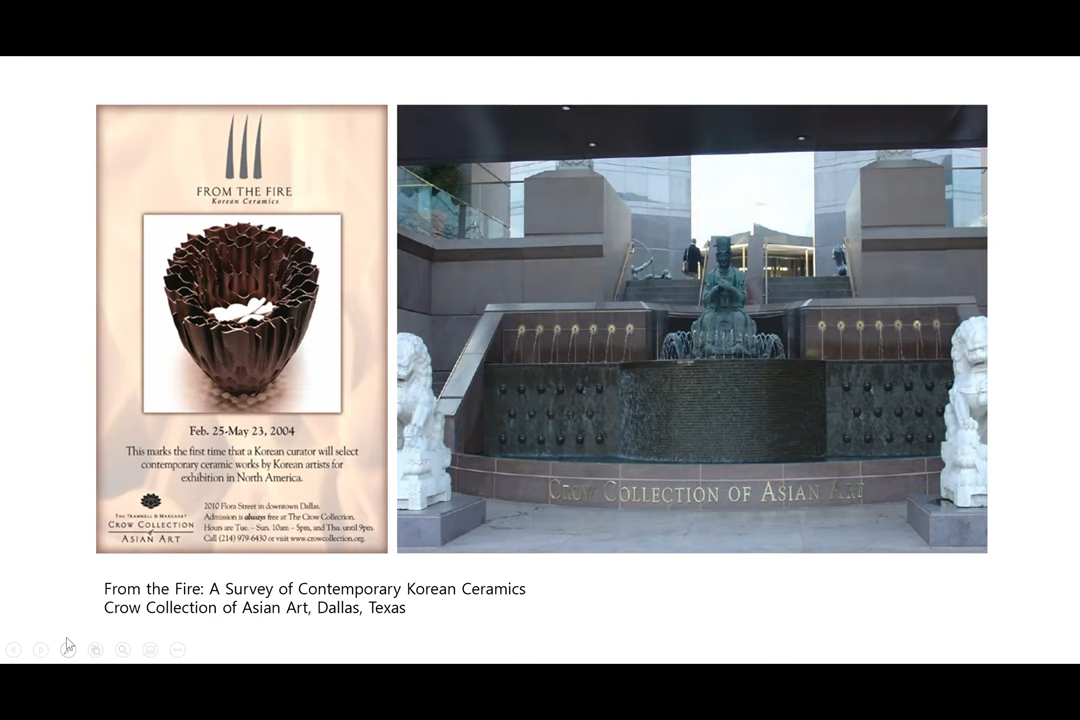 FROM THE FIRE
Korean Ceramics
Feb. 25-May 23, 2004
This marks the first time that a Korean curator will select
contemporary ceramic works by Korean artists for
exhibition in North America.
THE TRAMMELL & MARGARET
CROW COLLECTION
of
ASIAN ART
2010 Flora Street in downtown Dallas.
Admission is always free at The Crow Collection.
Hours are Tue. – Sun. 10am – 5pm, and Thu. until 9pm.
Call (214) 979-6430 or visit www.crowcollection.org.
CROW COLLECTION OF ASIAN ART
From the Fire: A Survey of Contemporary Korean Ceramics
Crow Collection of Asian Art, Dallas, Texas